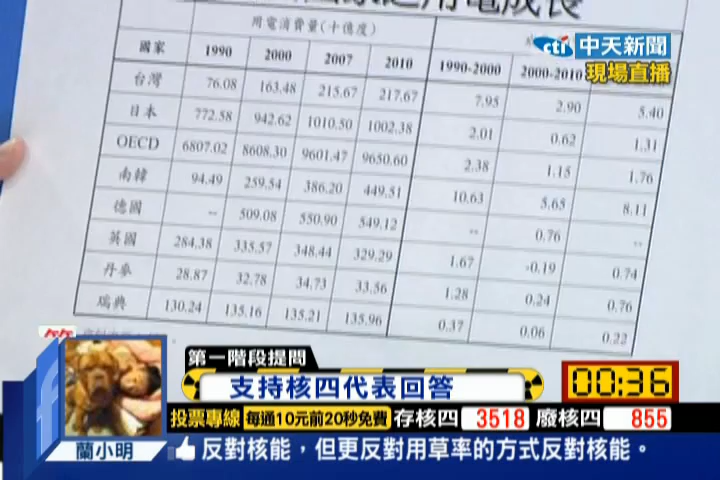 用電成長
用電消費量(十億度)
國家 1990 2000 2007 2010 1990-2000 2000-2010
台灣 76.08 163.48 215.67 217.67 7.95 2.90 5.40
日本 772.58 942.62 1010.50 1002.38 2.01 0.62 1.31
OECD 6807.02 8608.30 9601.47 9650.60 2.38 1.15 1.76
南韓 94.49 259.54 386.20 449.51 10.63 5.65 8.11
德國 -- 509.08 550.90 549.12 -- 0.76 --
英國 284.38 335.57 348.44 329.29 1.67 -0.19 0.74
丹麥 28.87 32.78 34.73 33.56 1.28 0.24 0.76
瑞典 130.24 135.16 135.21 135.96 0.37 0.06 0.22
cti 中天新聞
現場直播
第一階段提問
支持核四代表回答
00:36
投票專線 每通10元前20秒免費 存核四 3518 廢核四 855
蘭小明 反對核能,但更反對用草率的方式反對核能。